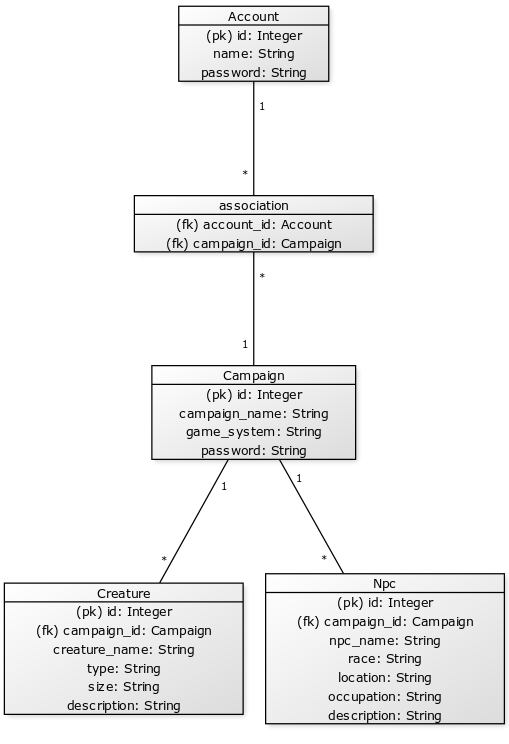 Account
(pk) id: Integer
name: String
password: String
1
*
association
(fk) account_id: Account
(fk) campaign_id: Campaign
*
1
Campaign
(pk) id: Integer
campaign_name: String
game_system: String
password: String
1
*
Creature
(pk) id: Integer
(fk) campaign_id: Campaign
creature_name: String
type: String
size: String
description: String
1
*
Npc
(pk) id: Integer
(fk) campaign_id: Campaign
npc_name: String
race: String
location: String
occupation: String
description: String